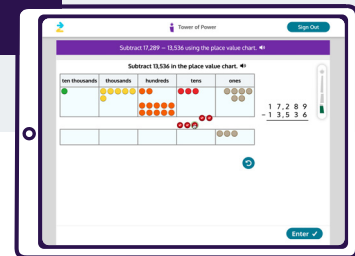 Tower of Power
Sign Out
Subtract 17,289 – 13,536 using the place value chart.
Subtract 13,536 in the place value chart.
ten thousands thousands hundreds tens ones
1 7,2 8 9
– 1 3,5 3 6
Enter ✓